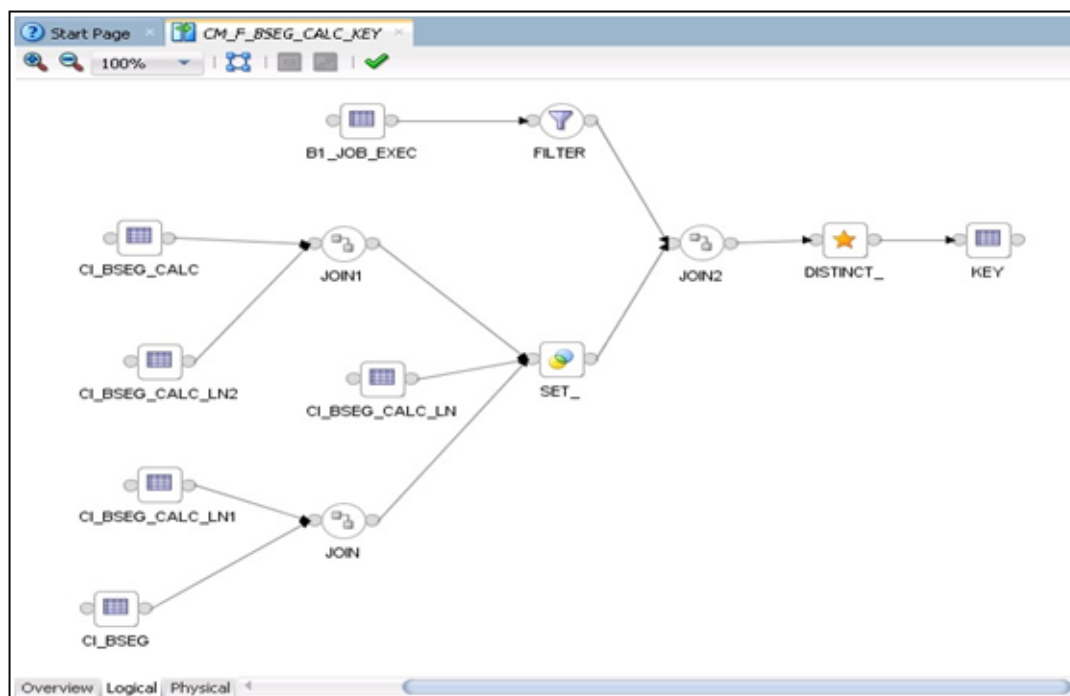 Start Page
CM_F_BSEG_CALC_KEY
100%
B1_JOB_EXEC
FILTER
CI_BSEG_CALC
JOIN1
JOIN2
DISTINCT_
KEY
CI_BSEG_CALC_LN2
CI_BSEG_CALC_LN
SET_
CI_BSEG_CALC_LN1
JOIN
CI_BSEG
Overview Logical Physical